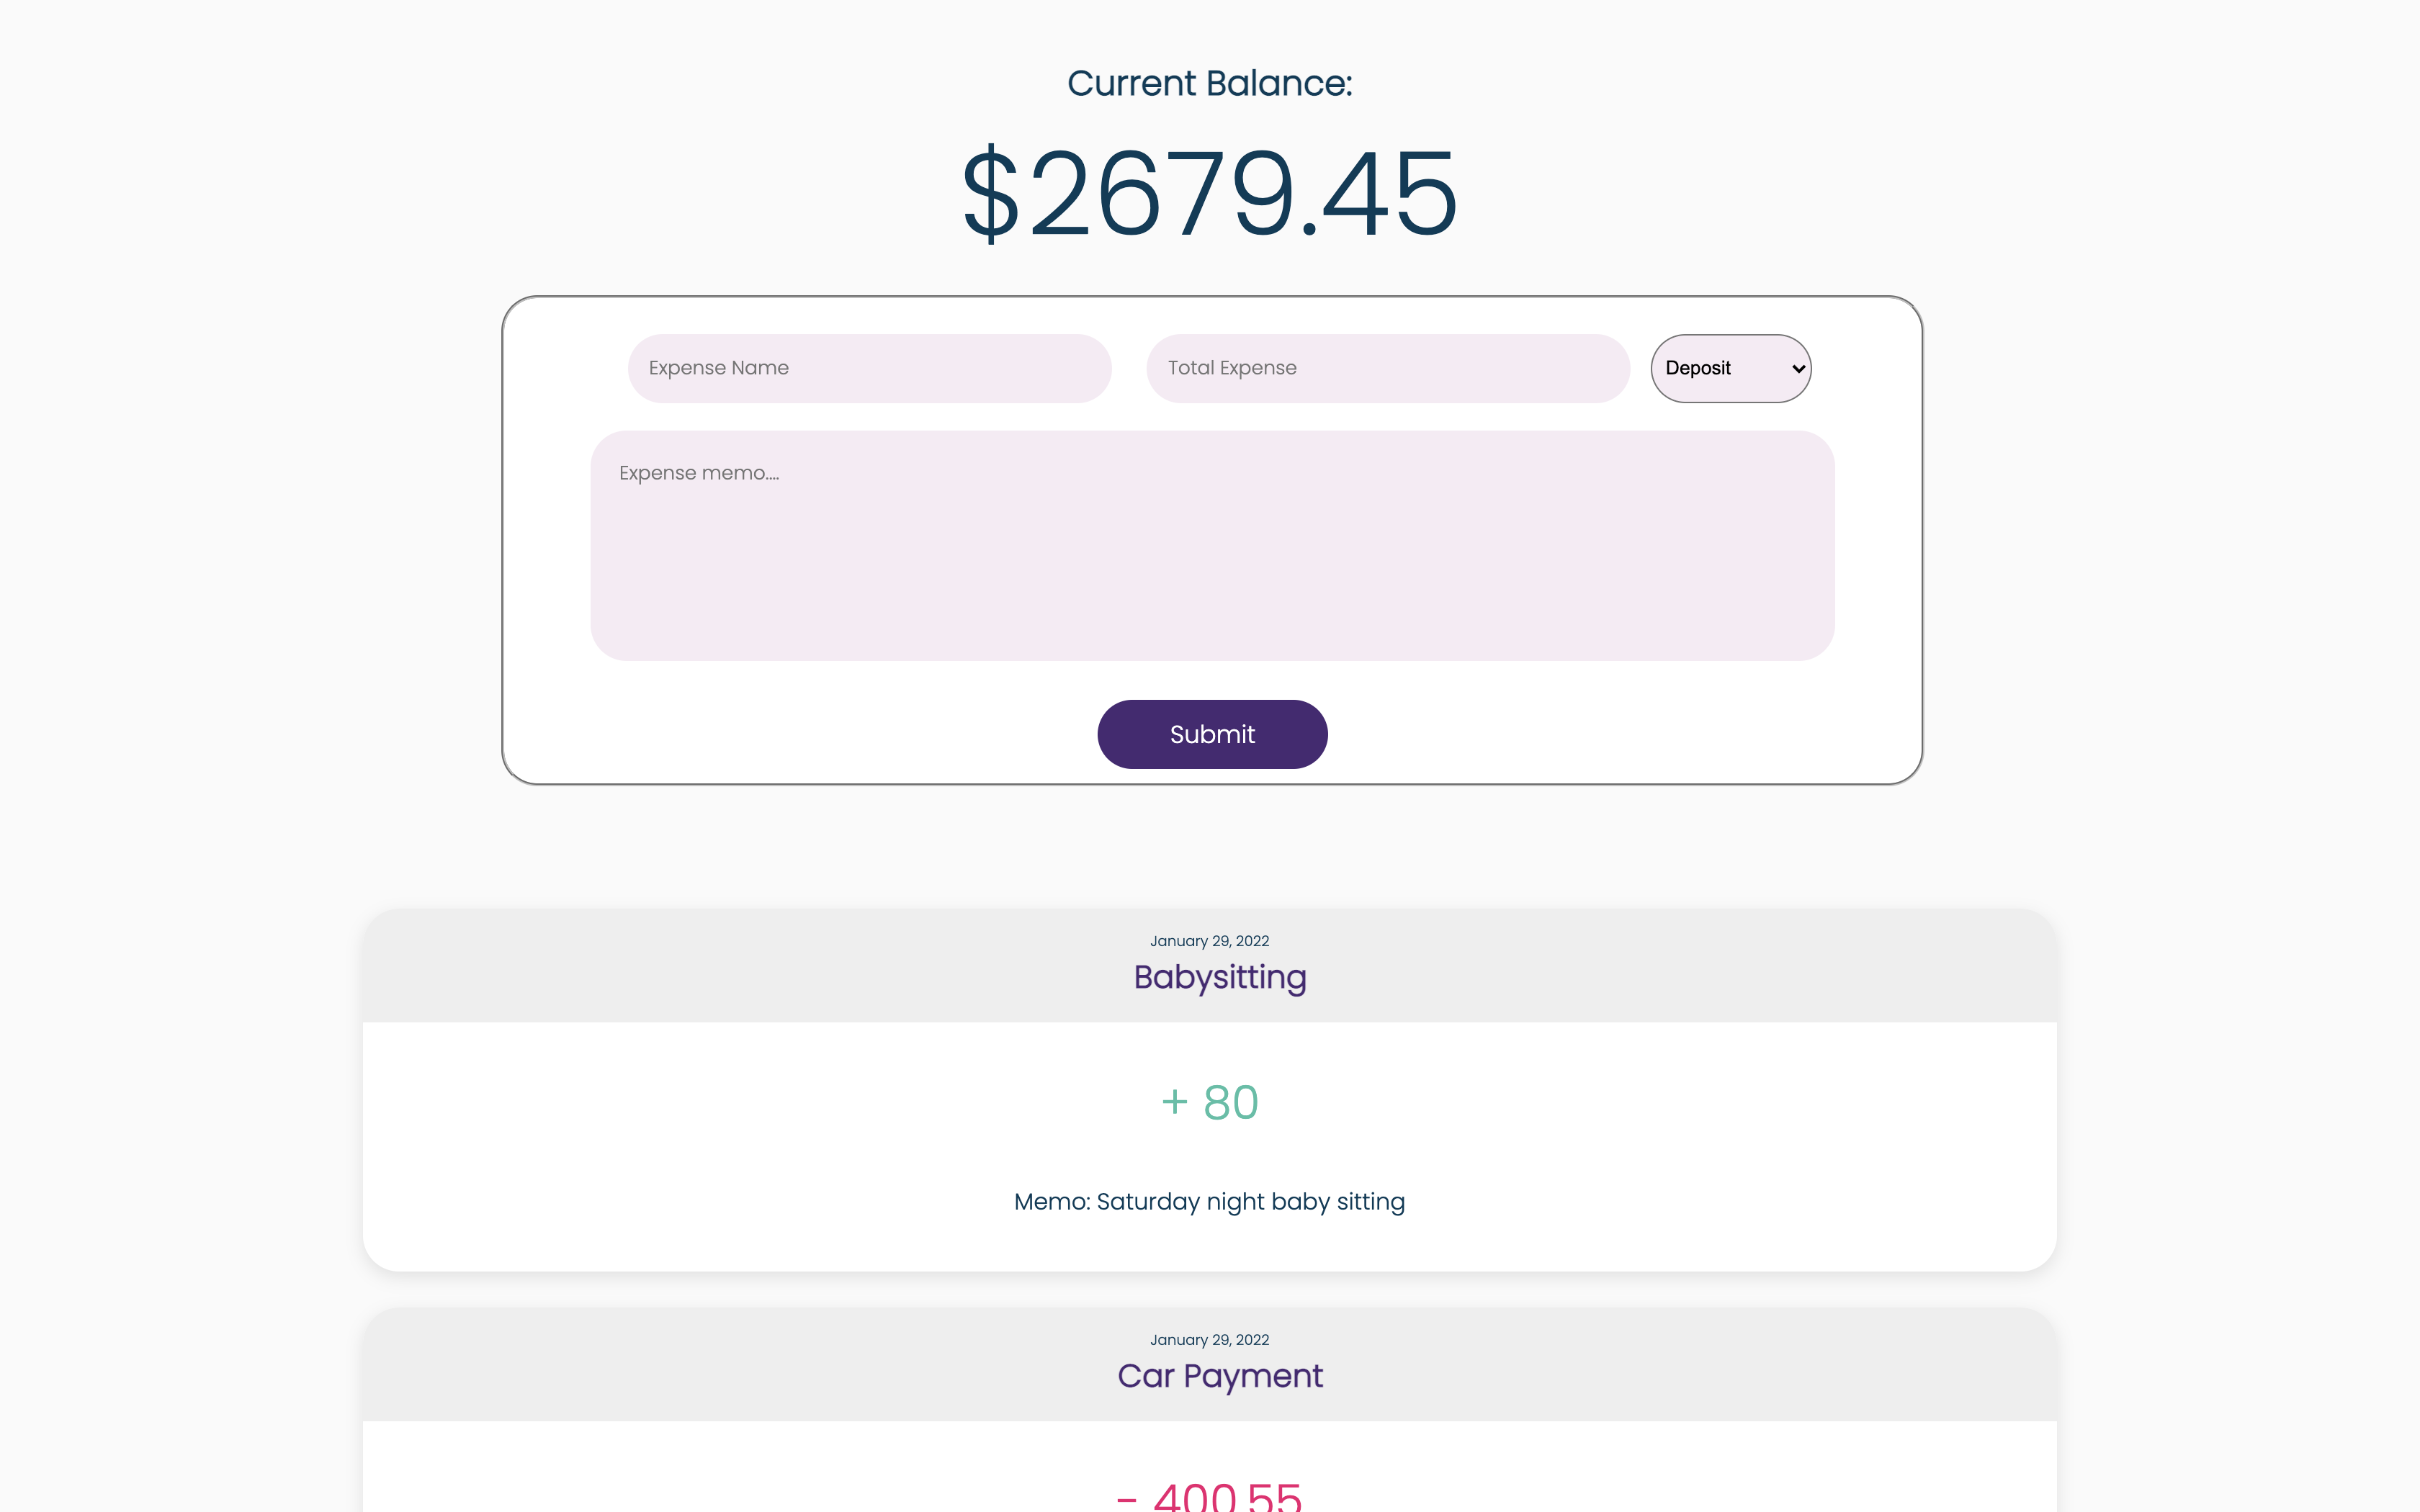 Current Balance:
$2679.45
Expense Name
Total Expense
Deposit
Expense memo....
Submit
January 29, 2022
Babysitting
+ 80
Memo: Saturday night baby sitting
January 29, 2022
Car Payment
- 400.55